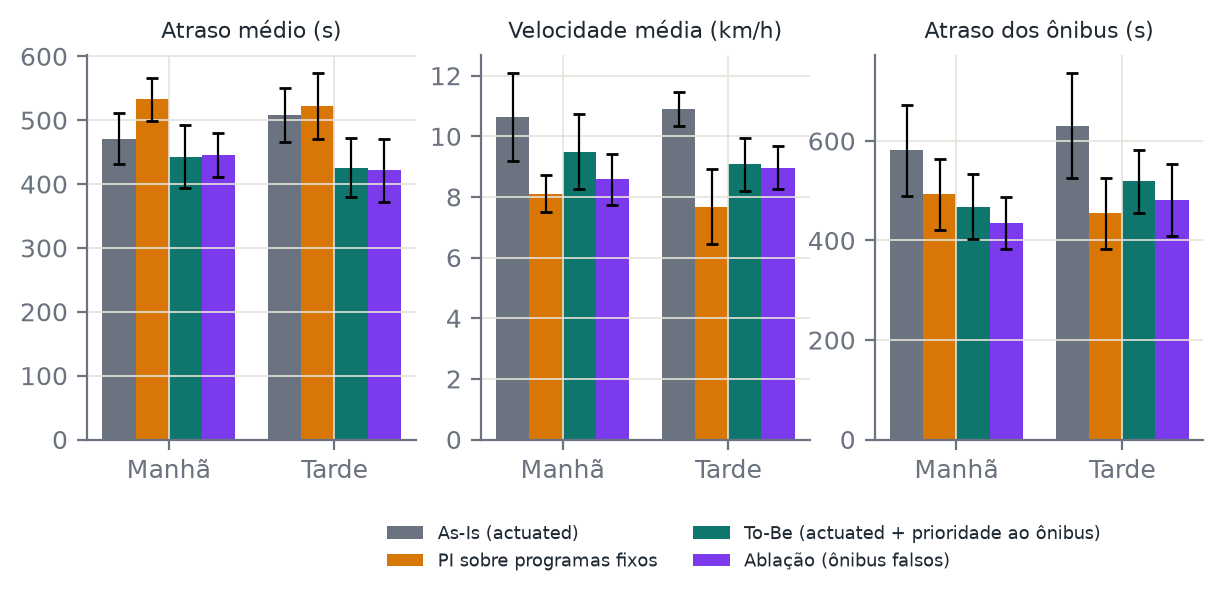 Atraso médio (s)
Velocidade média (km/h)
Atraso dos ônibus (s)
600
500
400
300
200
100
0
Manhã
Tarde
12
10
8
6
4
2
0
Manhã
Tarde
600
400
200
0
Manhã
Tarde
As-Is (actuated)
PI sobre programas fixos
To-Be (actuated + prioridade ao ônibus)
Ablação (ônibus falsos)